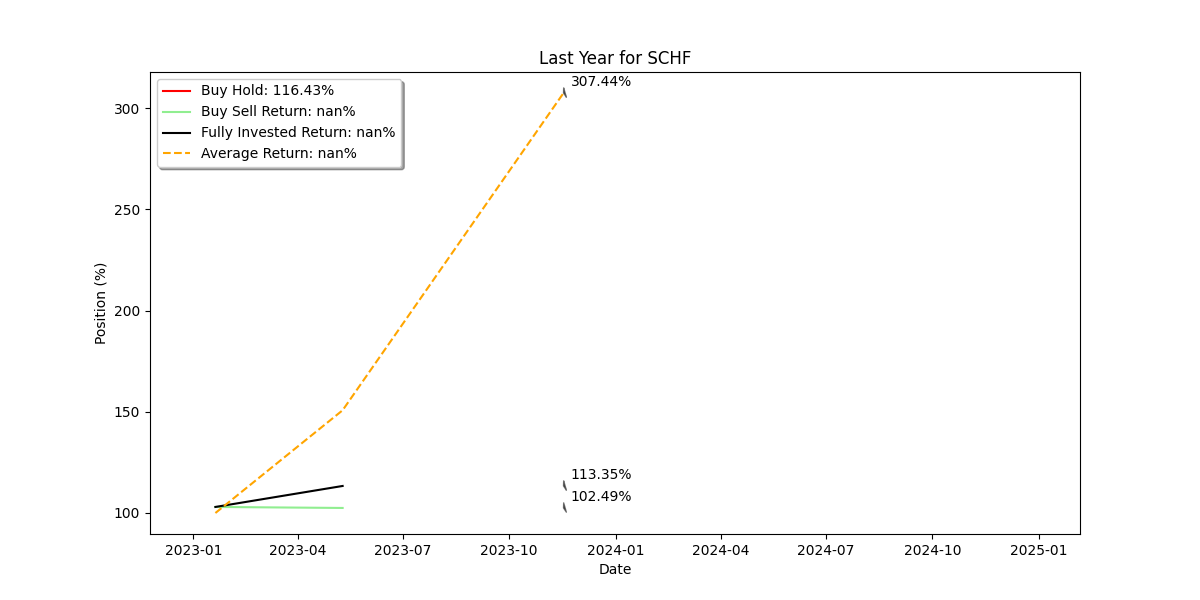 Last Year for SCHF
307.44%
Buy Hold: 116.43%
Buy Sell Return: nan%
Fully Invested Return: nan%
Average Return: nan%
300
250
200
150
100
Position (%)
113.35%
102.49%
2023-01
2023-04
2023-07
2023-10
2024-01
2024-04
2024-07
2024-10
2025-01
Date